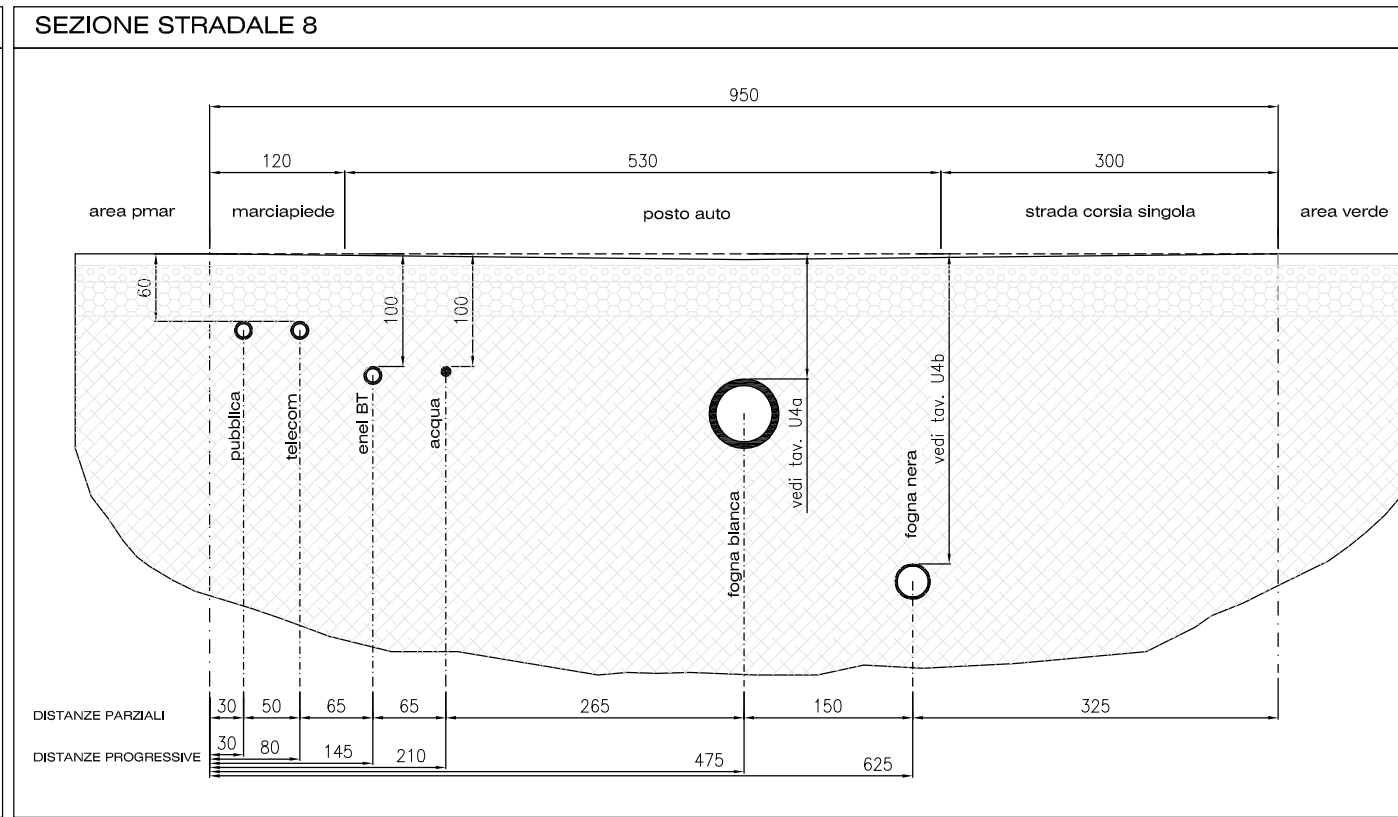 SEZIONE STRADALE 8
950
120 530 300
area pmar marciapiede posto auto strada corsia singola area verde
60
100
100
vedi tav. U4a
vedi tav. U4b
pubblica
telecom
enel BT
acqua
fogna blanca
fogna nera
DISTANZE PARZIALI 30 50 65 65 265 150 325
DISTANZE PROGRESSIVE 30 80 145 210 475 625